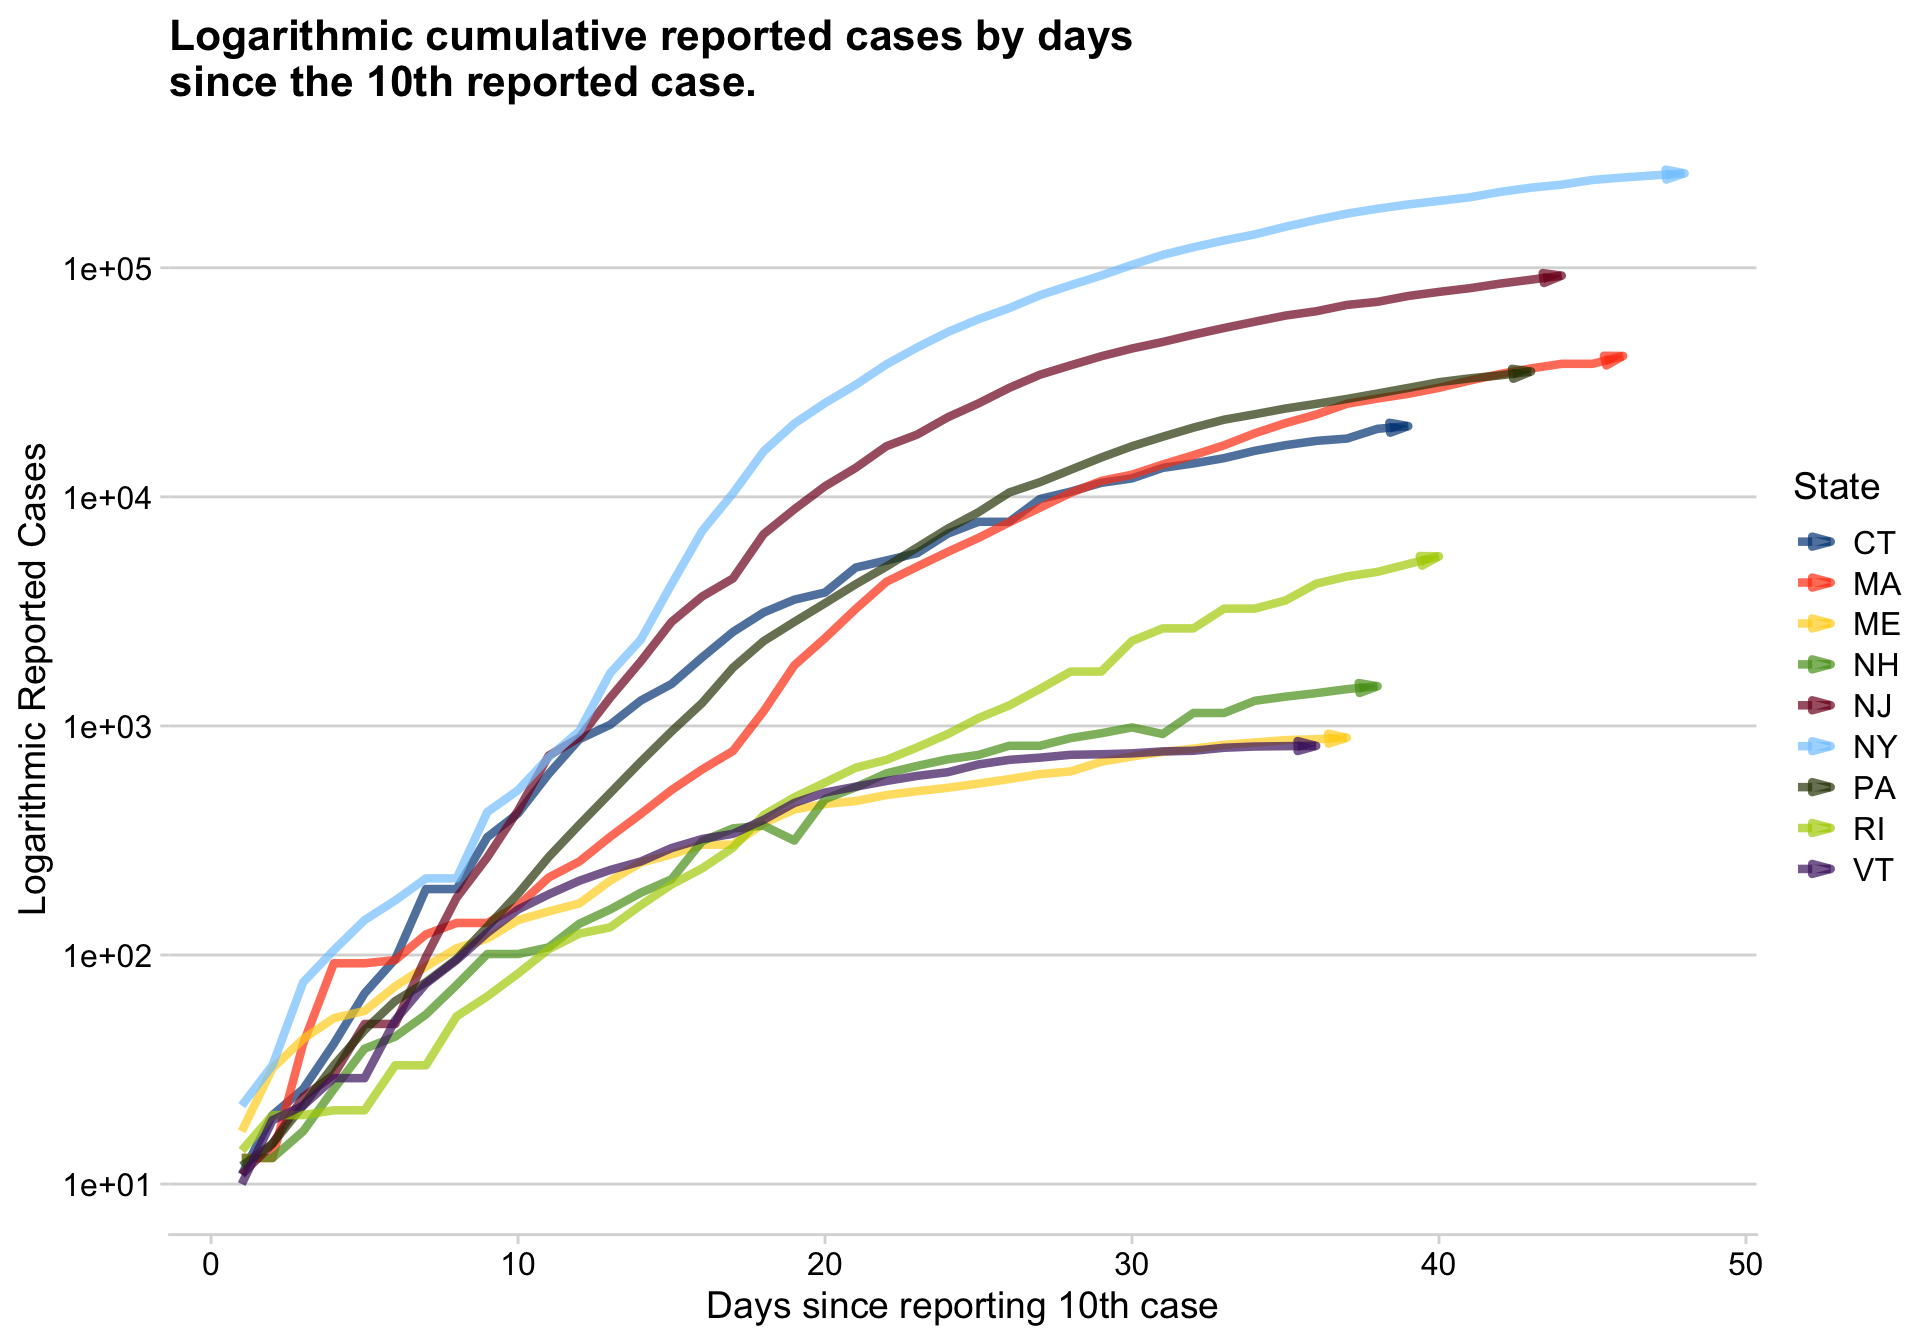 Logarithmic cumulative reported cases by days
since the 10th reported case.
Logarithmic Reported Cases
1e+05
1e+04
1e+03
1e+02
1e+01
0 10 20 30 40 50
Days since reporting 10th case
State
CT
MA
ME
NH
NJ
NY
PA
RI
VT